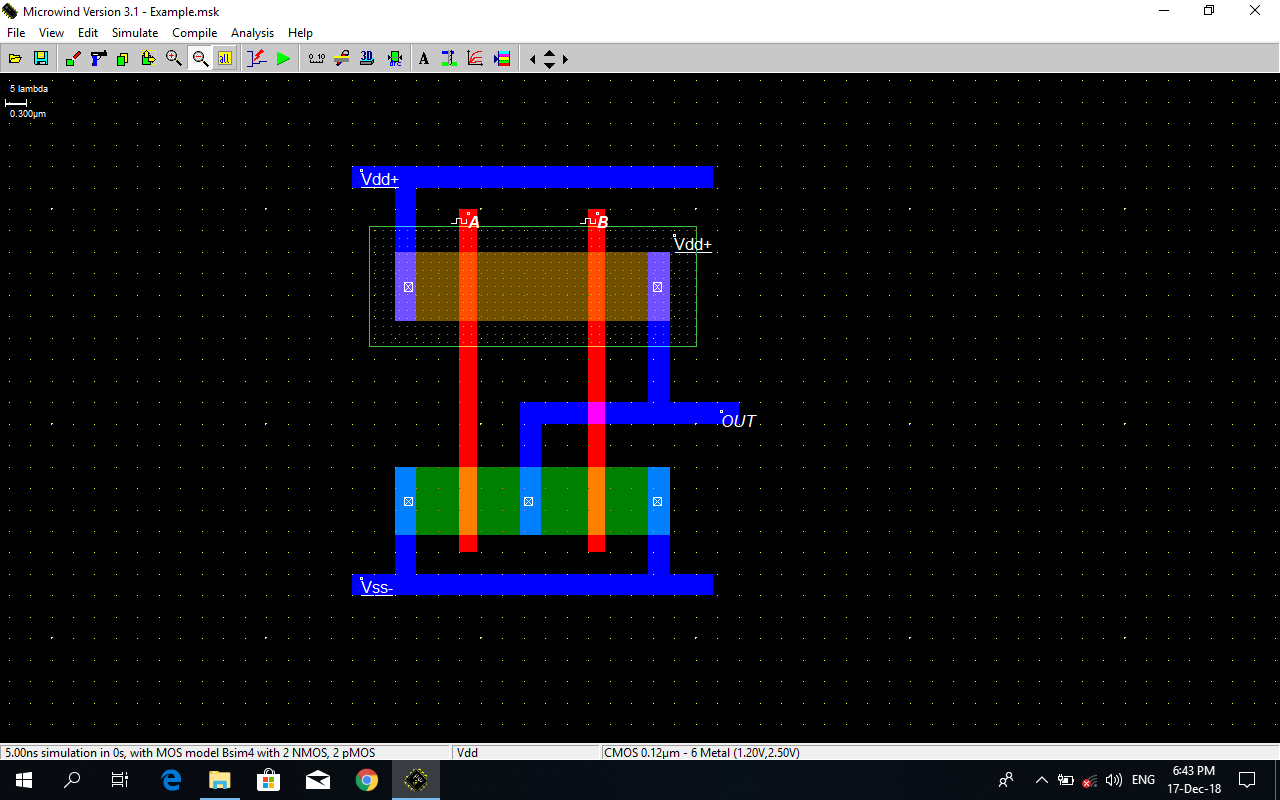 Microwind Version 3.1 - Example.msk
File View Edit Simulate Compile Analysis Help
5 lambda
0.300µm
Vdd+
A
B
Vdd+
OUT
Vss-
5.00ns simulation in 0s, with MOS model Bsim4 with 2 NMOS, 2 pMOS
Vdd
CMOS 0.12µm - 6 Metal (1.20V,2.50V)
ENG
6:43 PM
17-Dec-18